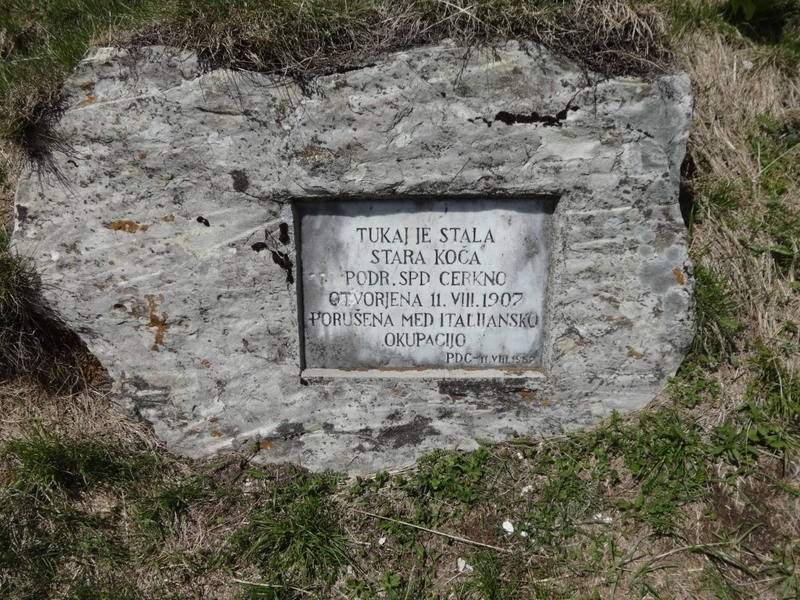 TUKAJ JE STALA
STARA KOČA
PODR. SPD CERKNO
OTVORJENA 11. VIII. 1907
PORUŠENA MED ITALIJANSKO
OKUPACIJO
PDC-11.VIII.